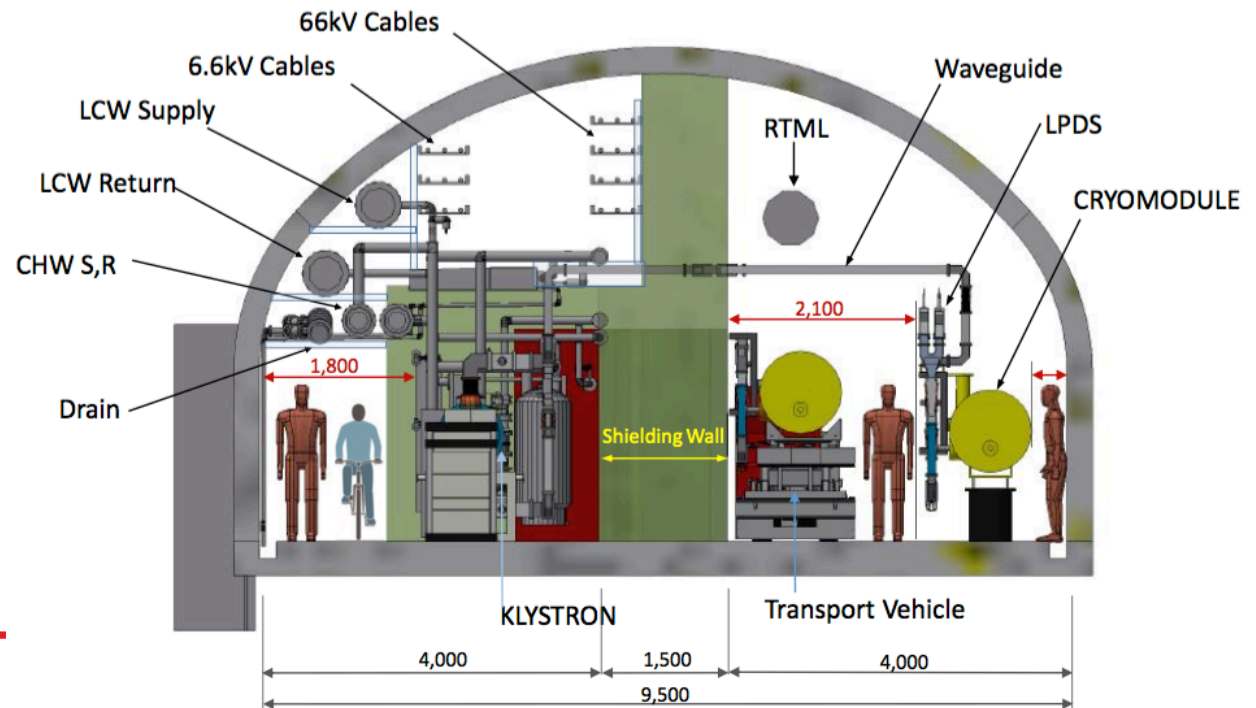 66kV Cables
6.6kV Cables
Waveguide
LCW Supply
LPDS
RTML
LCW Return
CRYOMODULE
CHW S,R
2,100
1,800
Drain
Shielding Wall
KLYSTRON
Transport Vehicle
4,000
1,500
4,000
9,500